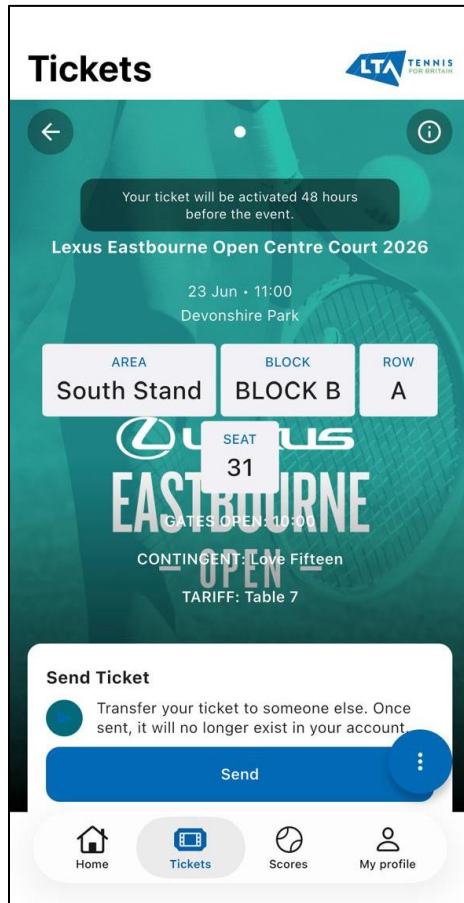 Tickets
LTA TENNIS
FOR BRITAIN
Your ticket will be activated 48 hours
before the event.
Lexus Eastbourne Open Centre Court 2026
23 Jun • 11:00
Devonshire Park
AREA
South Stand
BLOCK
BLOCK B
ROW
A
SEAT
31
EASTBOURNE
OPEN
GATES OPEN: 10:00
CONTINGENT: Love Fifteen
TARIFF: Table 7
Send Ticket
Transfer your ticket to someone else. Once
sent, it will no longer exist in your account.
Send
Home
Tickets
Scores
My profile